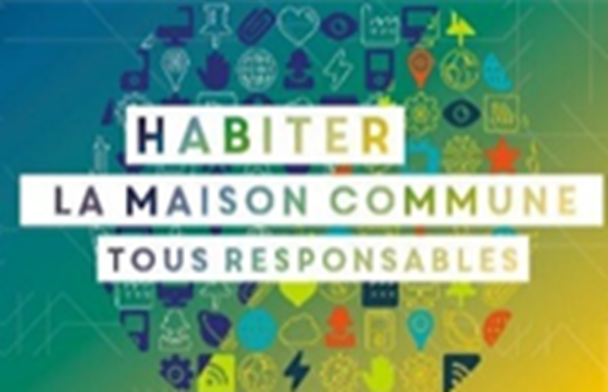 HABITER
LA MAISON COMMUNE
TOUS RESPONSABLES